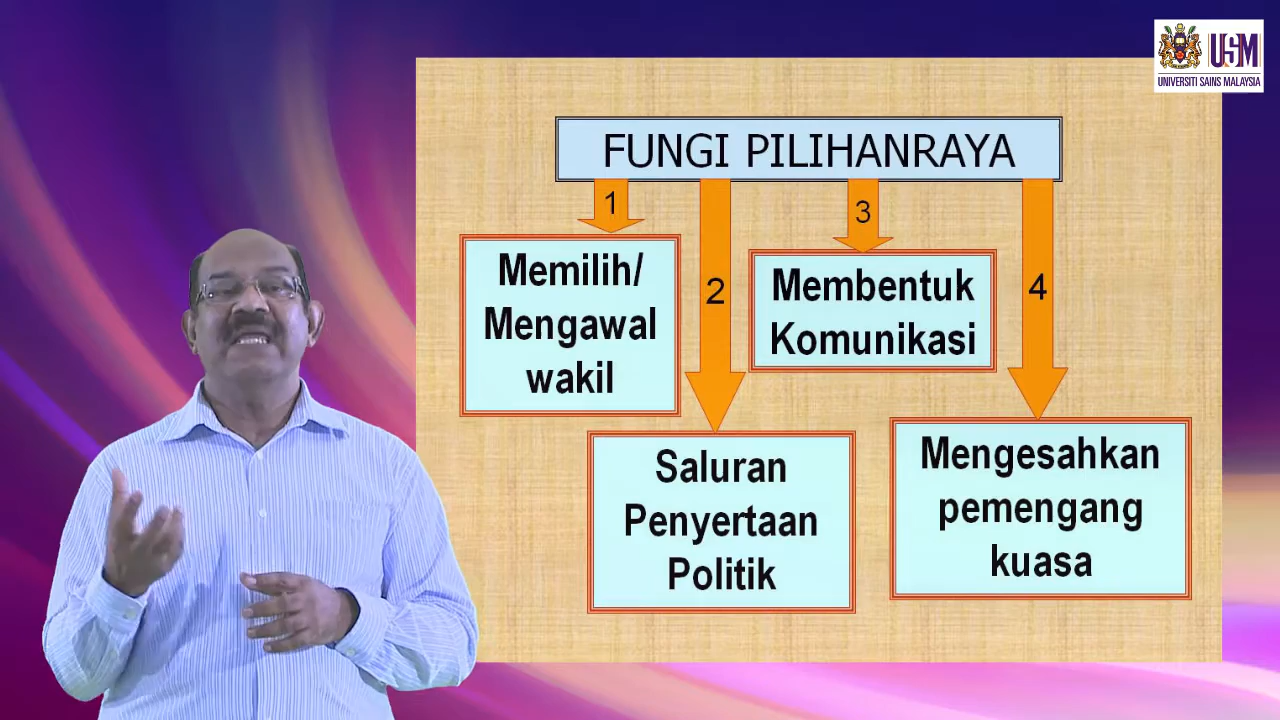 USM
UNIVERSITI SAINS MALAYSIA
FUNGI PILIHANRAYA
1
Memilih/
Mengawal
wakil
2
Saluran
Penyertaan
Politik
3
Membentuk
Komunikasi
4
Mengesahkan
pemengang
kuasa